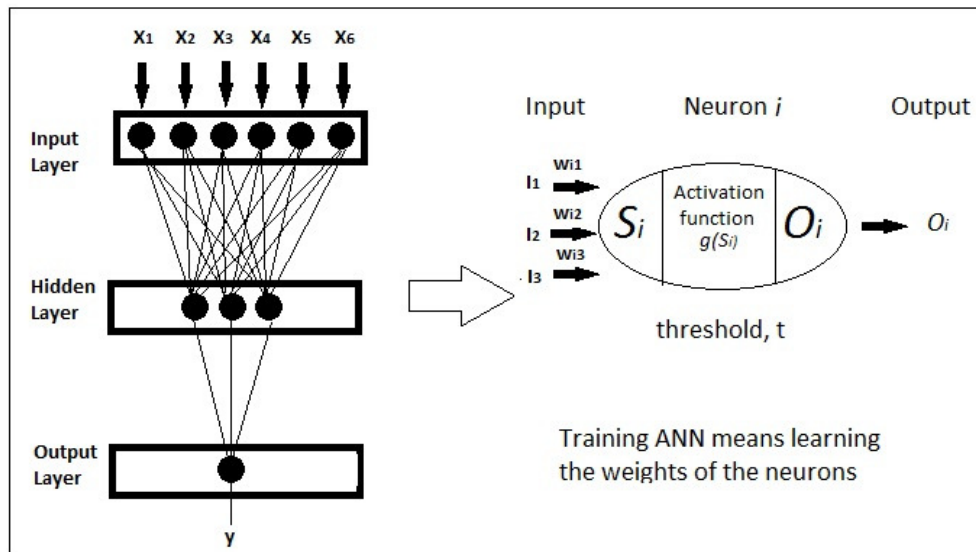 X1 X2 X3 X4 X5 X6
Input
Layer
Hidden
Layer
Output
Layer
y
Input Neuron i Output
I1 Wi1
I2 Wi2
I3 Wi3
Si
Activation
function
g(Si)
Oi
Oi
threshold, t
Training ANN means learning
the weights of the neurons